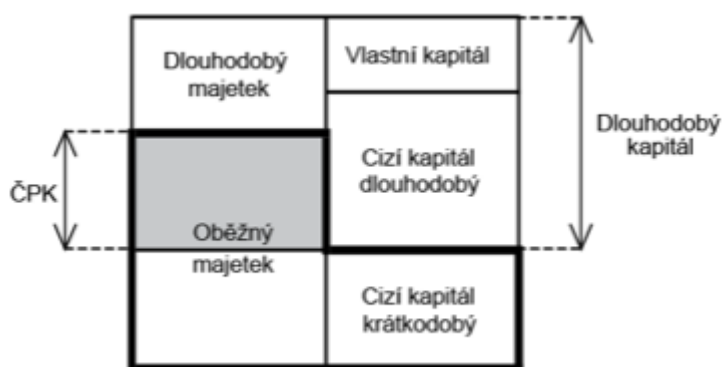 Dlouhodobý
majetek
Vlastní kapitál
Dlouhodobý
kapitál
ČPK
Cizí kapitál
dlouhodobý
Oběžný
majetek
Cizí kapitál
krátkodobý